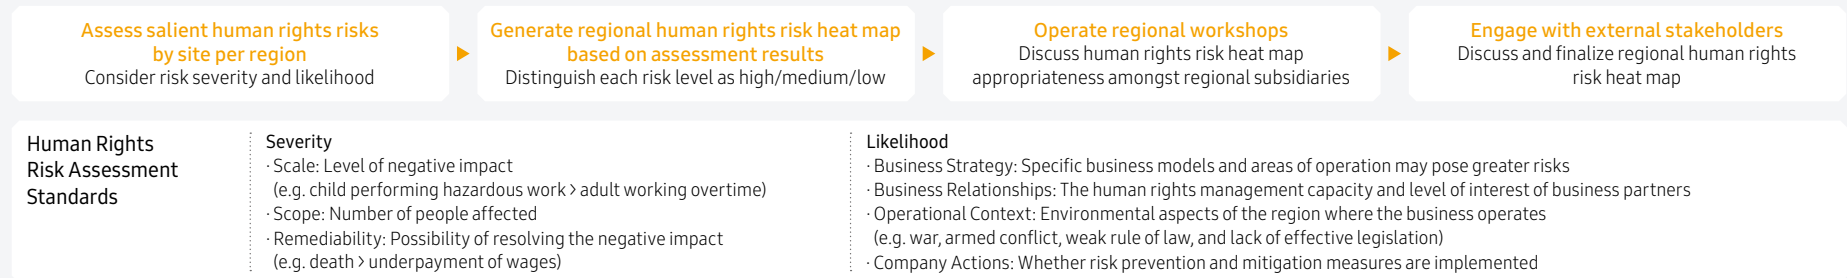 Assess salient human rights risks
by site per region
Consider risk severity and likelihood
Generate regional human rights risk heat map
based on assessment results
Distinguish each risk level as high/medium/low
Operate regional workshops
Discuss human rights risk heat map
appropriateness amongst regional subsidiaries
Engage with external stakeholders
Discuss and finalize regional human rights
risk heat map
Human Rights
Risk Assessment
Standards
Severity
· Scale: Level of negative impact
(e.g. child performing hazardous work > adult working overtime)
· Scope: Number of people affected
· Remediability: Possibility of resolving the negative impact
(e.g. death > underpayment of wages)
Likelihood
· Business Strategy: Specific business models and areas of operation may pose greater risks
· Business Relationships: The human rights management capacity and level of interest of business partners
· Operational Context: Environmental aspects of the region where the business operates
(e.g. war, armed conflict, weak rule of law, and lack of effective legislation)
· Company Actions: Whether risk prevention and mitigation measures are implemented